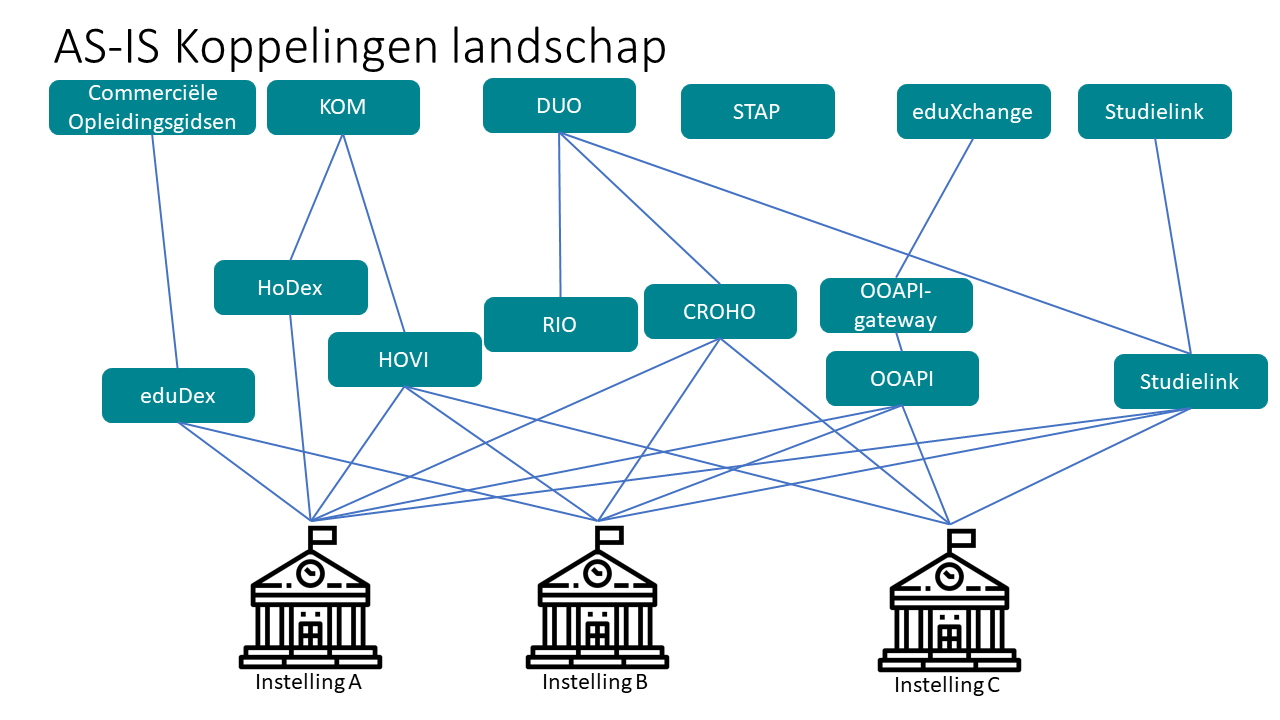 AS-IS Koppelingen landschap
Commerciële
Opleidingsgidsen
KOM
DUO
STAP
eduXchange
Studielink
HoDex
RIO
CROHO
OOAPI-
gateway
HOVI
OOAPI
Studielink
eduDex
Instelling A
Instelling B
Instelling C